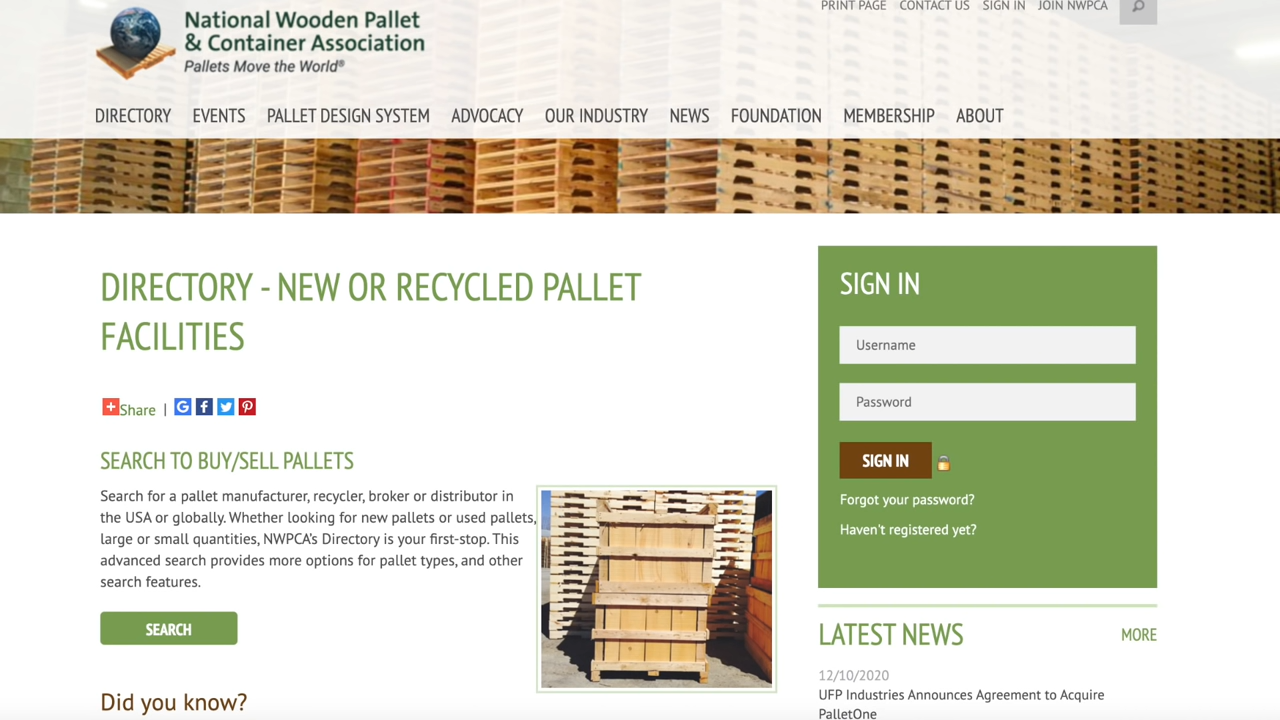 PRINT PAGE CONTACT US SIGN IN JOIN NWPCA
National Wooden Pallet
& Container Association
Pallets Move the World®
DIRECTORY EVENTS PALLET DESIGN SYSTEM ADVOCACY OUR INDUSTRY NEWS FOUNDATION MEMBERSHIP ABOUT
DIRECTORY - NEW OR RECYCLED PALLET
FACILITIES
Share |
SEARCH TO BUY/SELL PALLETS
Search for a pallet manufacturer, recycler, broker or distributor in
the USA or globally. Whether looking for new pallets or used pallets,
large or small quantities, NWPCA's Directory is your first-stop. This
advanced search provides more options for pallet types, and other
search features.
SEARCH
Did you know?
SIGN IN
Username
Password
SIGN IN
Forgot your password?
Haven't registered yet?
LATEST NEWS MORE
12/10/2020
UFP Industries Announces Agreement to Acquire
PalletOne